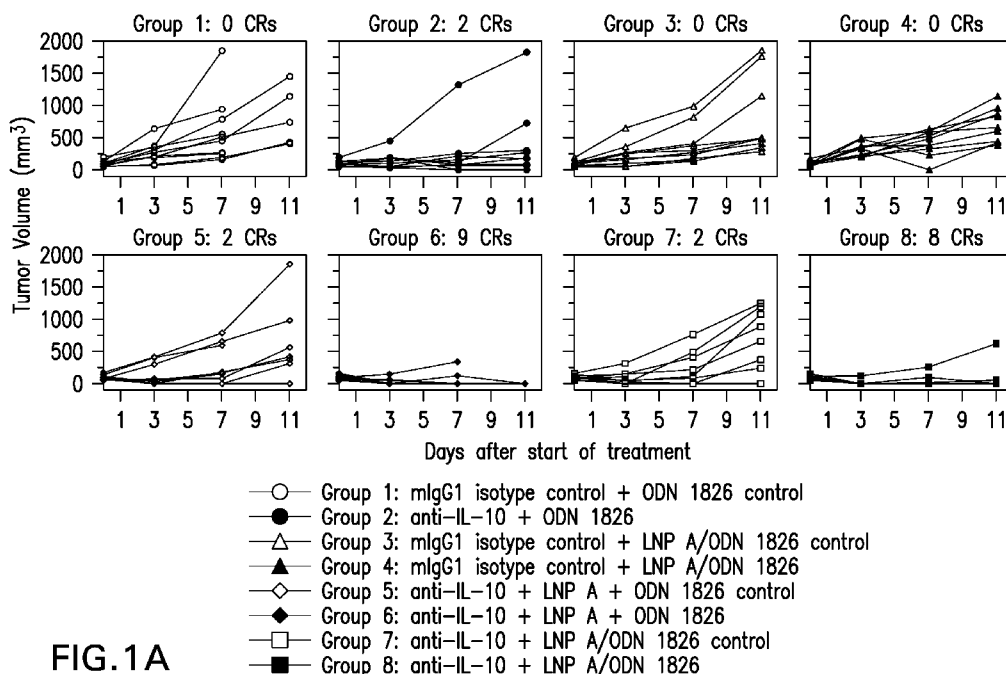 Group 1: 0 CRs Group 2: 2 CRs Group 3: 0 CRs Group 4: 0 CRs
Tumor Volume (mm³)
2000
1500
1000
500
0
1 3 5 7 9 11 1 3 5 7 9 11 1 3 5 7 9 11 1 3 5 7 9 11
Group 5: 2 CRs Group 6: 9 CRs Group 7: 2 CRs Group 8: 8 CRs
2000
1500
1000
500
0
1 3 5 7 9 11 1 3 5 7 9 11 1 3 5 7 9 11 1 3 5 7 9 11
Days after start of treatment
Group 1: mIgG1 isotype control + ODN 1826 control
Group 2: anti-IL-10 + ODN 1826
Group 3: mIgG1 isotype control + LNP A/ODN 1826 control
Group 4: mIgG1 isotype control + LNP A/ODN 1826
Group 5: anti-IL-10 + LNP A + ODN 1826 control
Group 6: anti-IL-10 + LNP A + ODN 1826
Group 7: anti-IL-10 + LNP A/ODN 1826 control
Group 8: anti-IL-10 + LNP A/ODN 1826
FIG.1A